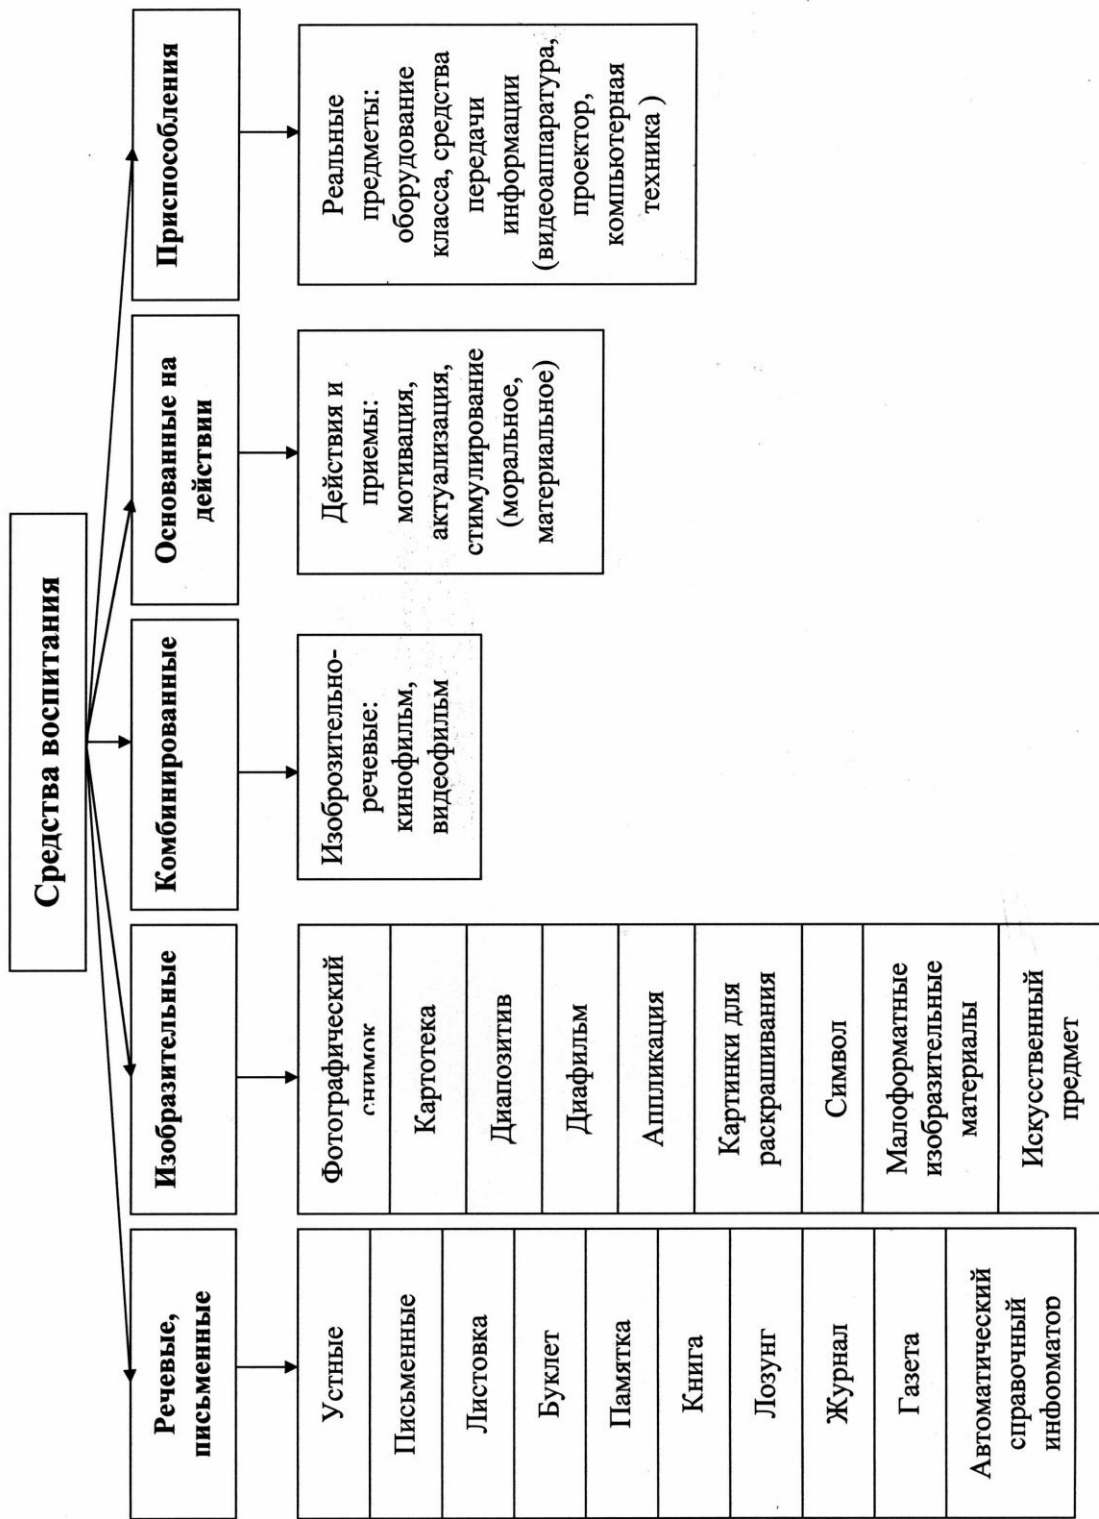 Средства воспитания
Речевые,
письменные
Изобразительные
Комбинированные
Основанные на
действии
Приспособления
Устные
Письменные
Листовка
Буклет
Памятка
Книга
Лозунг
Журнал
Газета
Автоматический
справочный
информатор
Фотографический
снимок
Картотека
Диапозитив
Диафильм
Аппликация
Картинки для
раскрашивания
Символ
Малоформатные
изобразительные
материалы
Искусственный
предмет
Изоброзительно-
речевые:
кинофильм,
видеофильм
Действия и
приемы:
мотивация,
актуализация,
стимулирование
(моральное,
материальное)
Реальные
предметы:
оборудование
класса, средства
передачи
информации
(видеоаппаратура,
проектор,
компьютерная
техника )